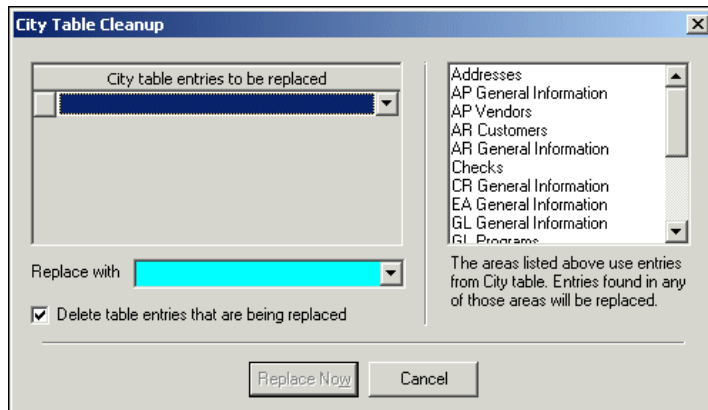 City Table Cleanup
City table entries to be replaced
Replace with
Delete table entries that are being replaced
Addresses
AP General Information
AP Vendors
AR Customers
AR General Information
Checks
CR General Information
EA General Information
GL General Information
GL Programs
The areas listed above use entries
from City table. Entries found in any
of those areas will be replaced.
Replace Now
Cancel